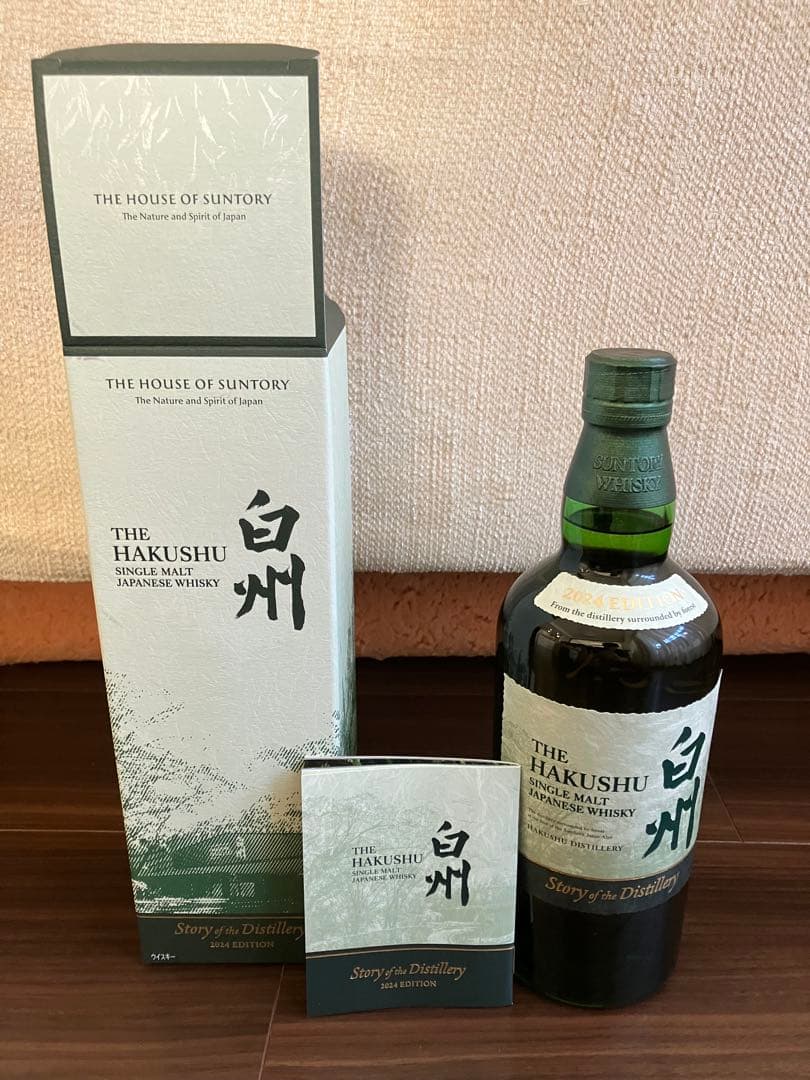 THE HOUSE OF SUNTORY
The Nature and Spirit of Japan
THE HOUSE OF SUNTORY
The Nature and Spirit of Japan
THE
HAKUSHU
SINGLE MALT
JAPANESE WHISKY
白州
Story of the Distillery
2024 EDITION
ウイスキー
THE
HAKUSHU
SINGLE MALT
JAPANESE WHISKY
白州
Story of the Distillery
2024 EDITION
SUNTORY
WHISKY
2024 EDITION
From the distillery surrounded by forest
THE
HAKUSHU
SINGLE MALT
JAPANESE WHISKY
白州
HAKUSHU DISTILLERY
Story of the Distillery